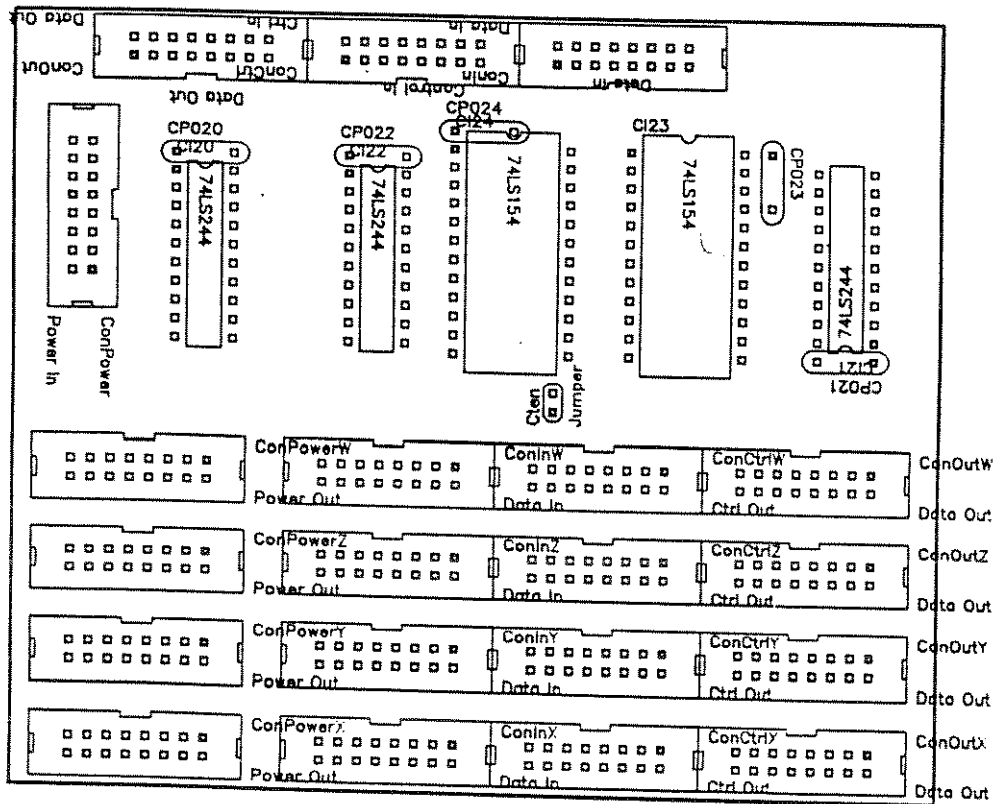 Data Out
Ctrl In
Data In
ConOut
ConCtrl
ConIn
Data In
Data Out
Control In
CP020
CI20
74LS244
CP022
CI22
74LS244
CP024
CI24
74LS154
CI23
74LS154
CP023
74LS244
CI21
CP021
Power In
ConPower
Cten
Jumper
ConPowerW
ConInW
ConCtrlW
ConOutW
Power Out
Data In
Ctrl Out
Data Out
ConPowerZ
ConInZ
ConCtrlZ
ConOutZ
Power Out
Data In
Ctrl Out
Data Out
ConPowerY
ConInY
ConCtrlY
ConOutY
Power Out
Data In
Ctrl Out
Data Out
ConPowerX
ConInX
ConCtrlX
ConOutX
Power Out
Data In
Ctrl Out
Data Out